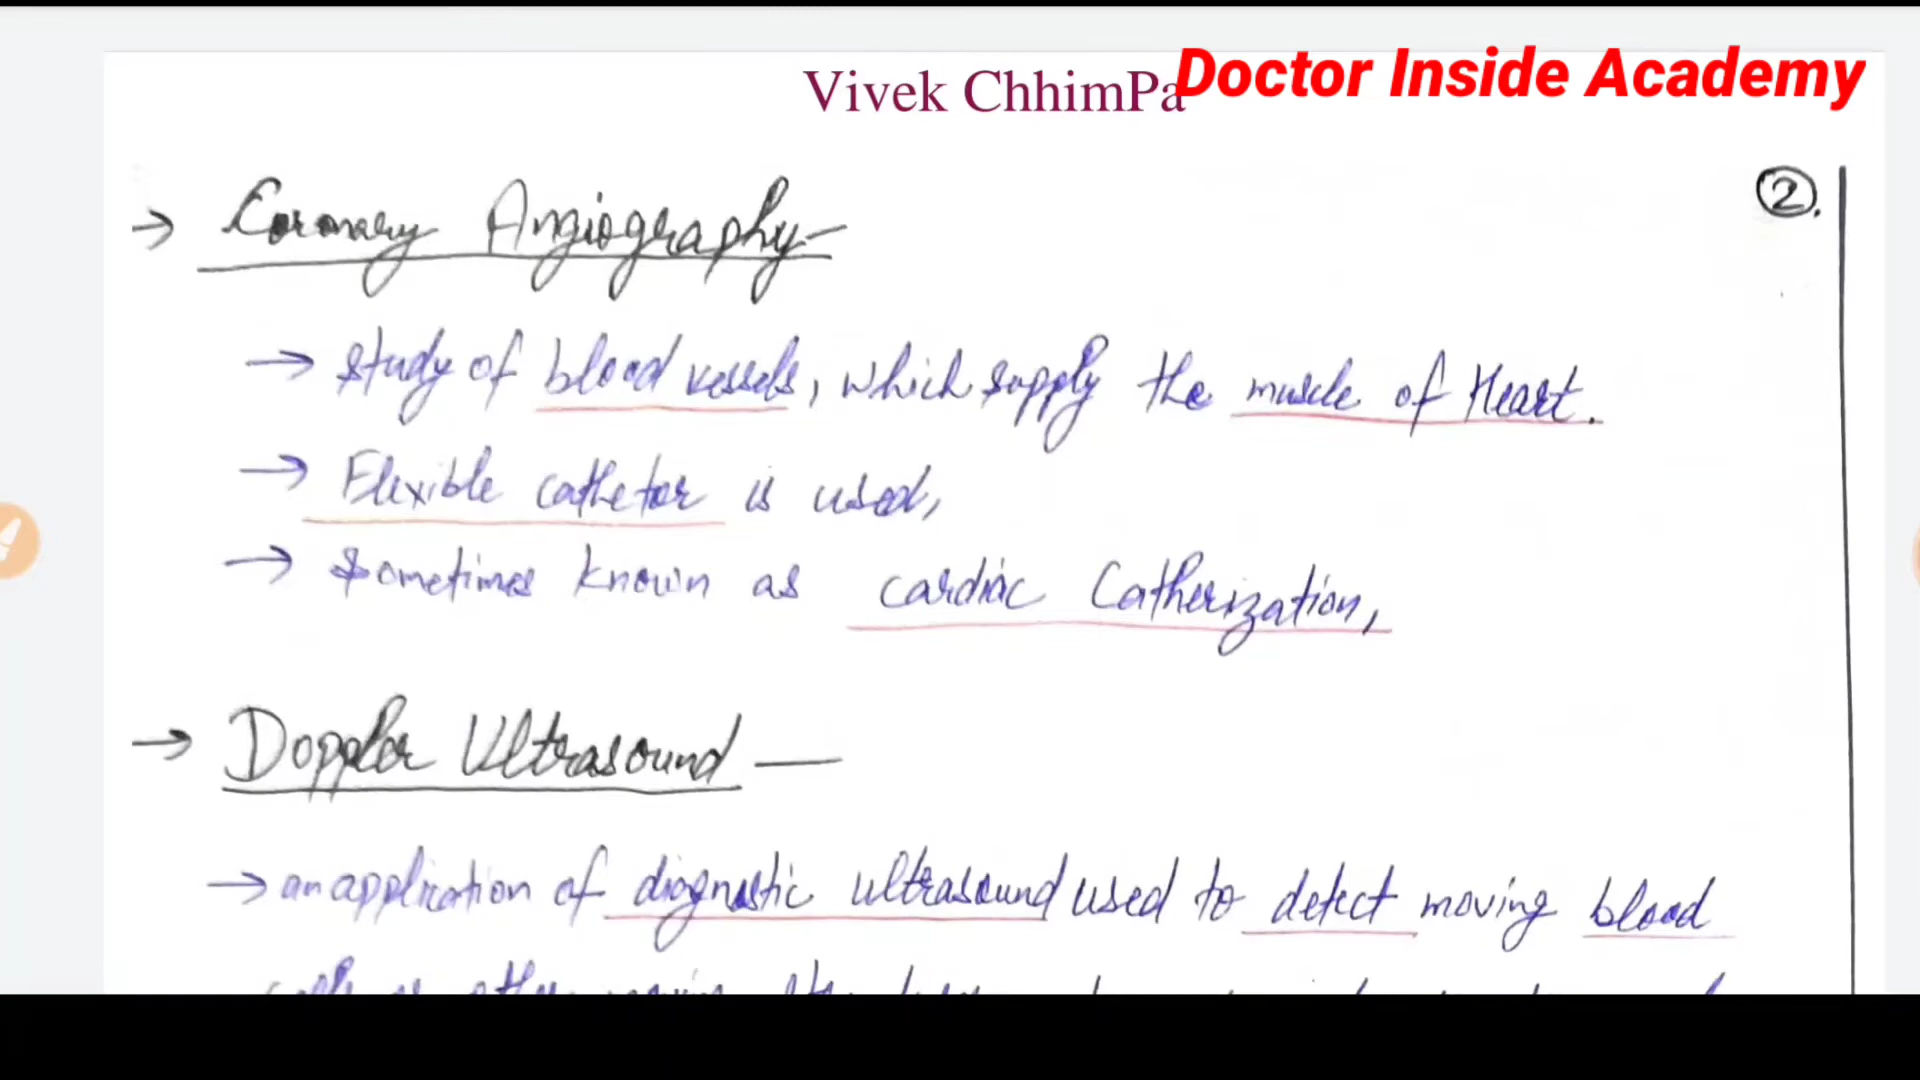 Vivek ChhimPa
Doctor Inside Academy
2.
→ Coronary Angiography-
→ study of blood vessels, which supply the muscle of Heart.
→ Flexible cathetor is used,
→ sometimes known as cardiac Catherization,
→ Doppler Ultrasound —
→ an application of diagnostic ultrasound used to detect moving blood